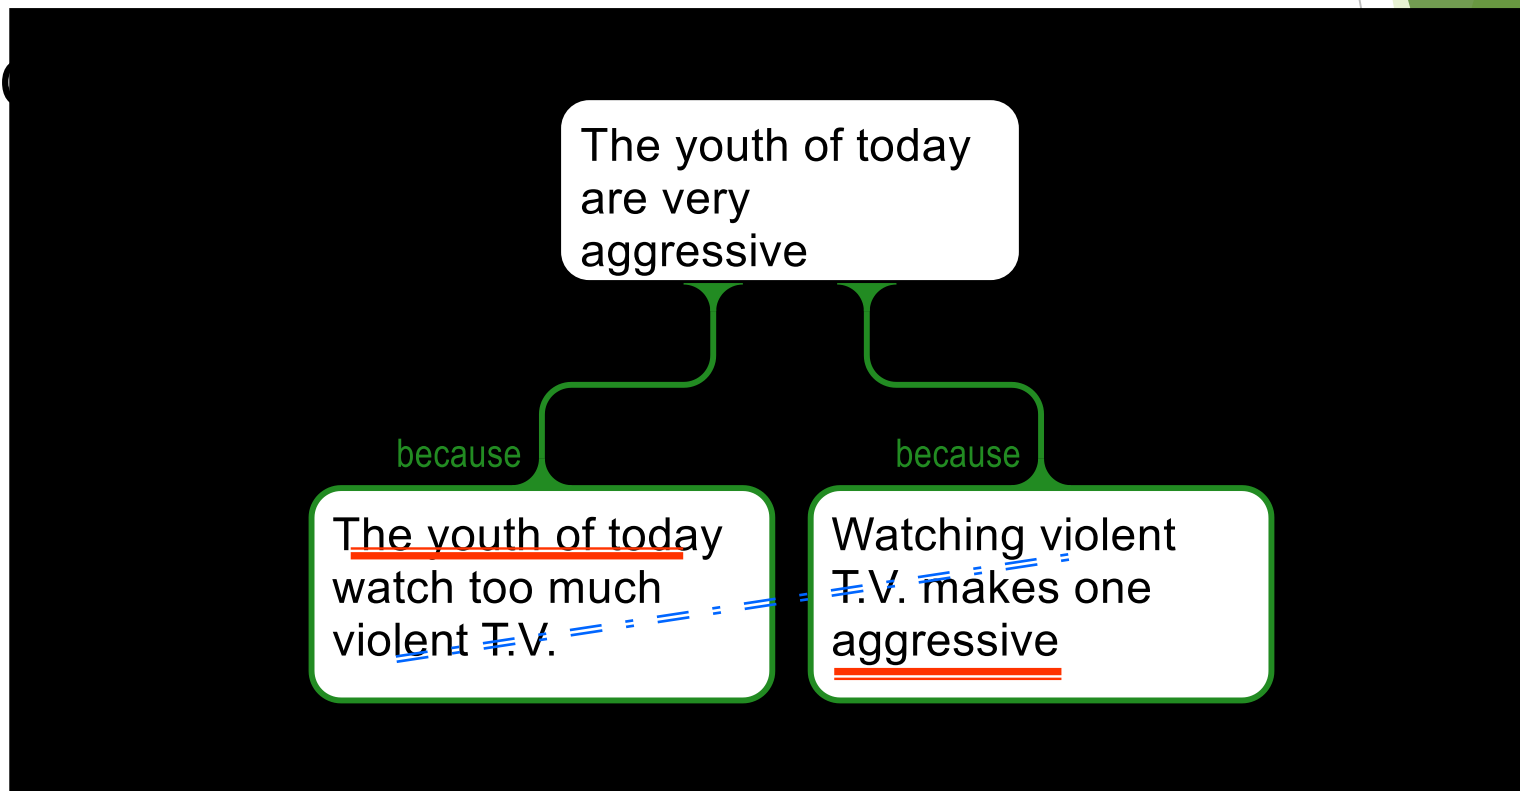 The youth of today
are very
aggressive
because
because
The youth of today
watch too much
violent T.V.
Watching violent
T.V. makes one
aggressive